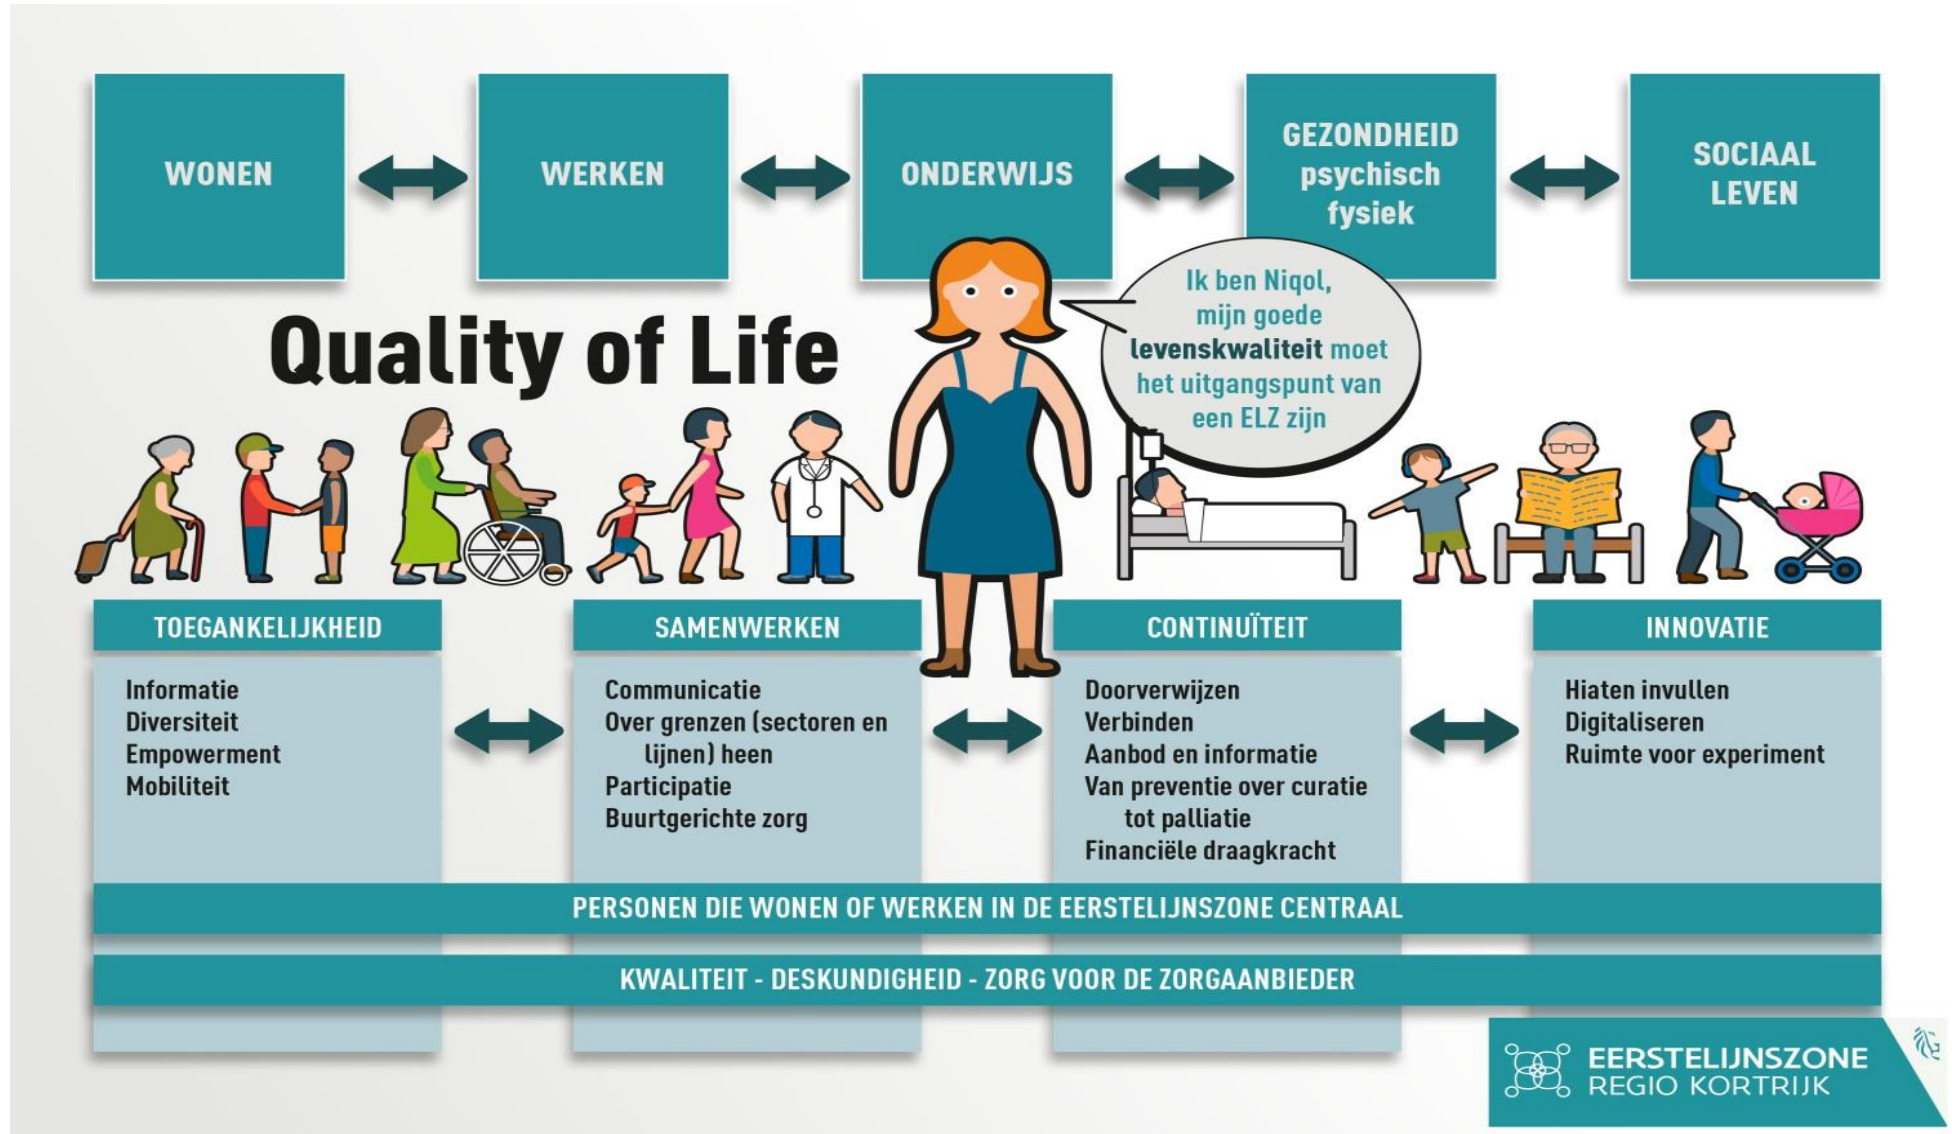 WONEN
WERKEN
ONDERWIJS
GEZONDHEID
psychisch
fysiek
SOCIAAL
LEVEN
Quality of Life
Ik ben Niqol,
mijn goede
levenskwaliteit moet
het uitgangspunt van
een ELZ zijn
TOEGANKELIJKHEID
Informatie
Diversiteit
Empowerment
Mobiliteit
SAMENWERKEN
Communicatie
Over grenzen (sectoren en
lijnen) heen
Participatie
Buurtgerichte zorg
CONTINUÏTEIT
Doorverwijzen
Verbinden
Aanbod en informatie
Van preventie over curatie
tot palliatie
Financiële draagkracht
INNOVATIE
Hiaten invullen
Digitaliseren
Ruimte voor experiment
PERSONEN DIE WONEN OF WERKEN IN DE EERSTELIJNSZONE CENTRAAL
KWALITEIT - DESKUNDIGHEID - ZORG VOOR DE ZORGAANBIEDER
EERSTELIJNSZONE
REGIO KORTRIJK